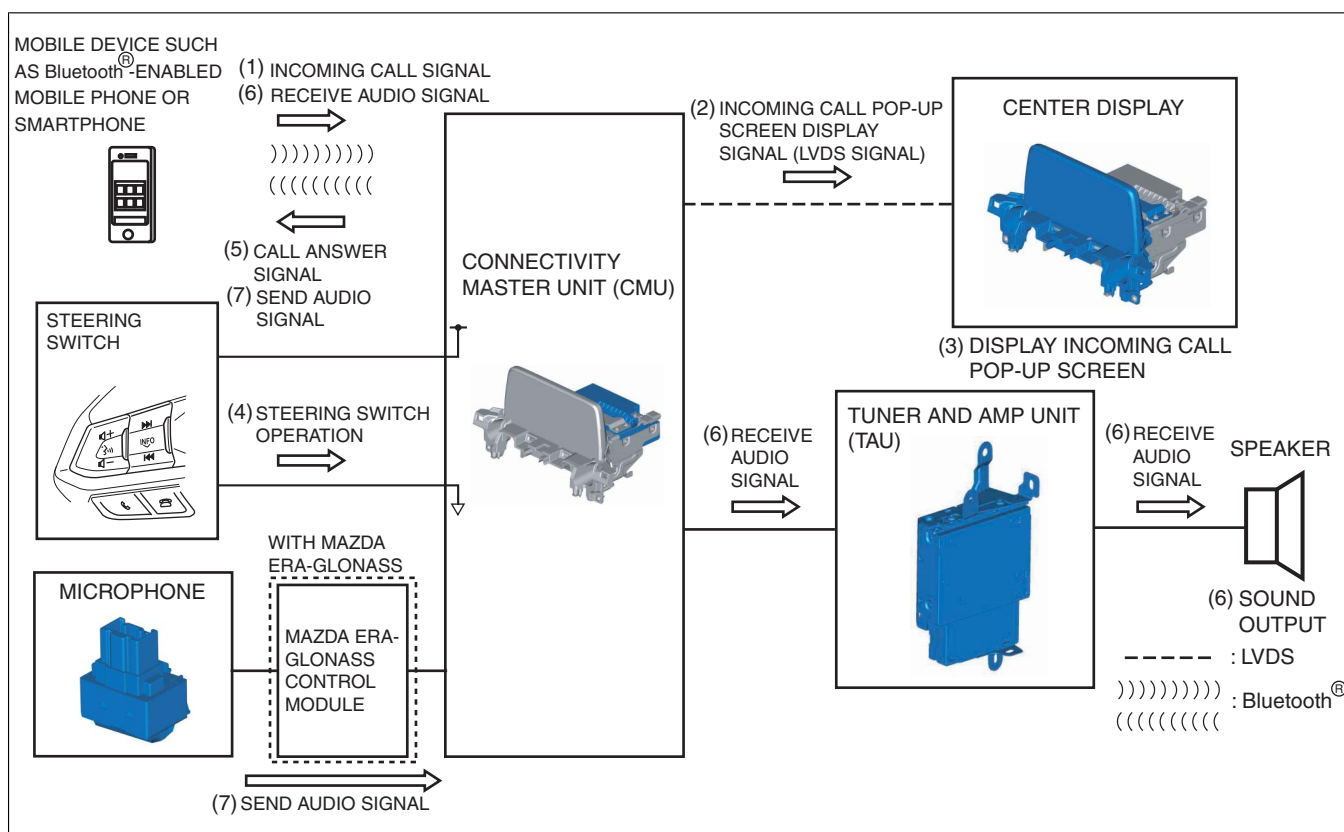 MOBILE DEVICE SUCH
AS Bluetooth®-ENABLED
MOBILE PHONE OR
SMARTPHONE
(1) INCOMING CALL SIGNAL
(6) RECEIVE AUDIO SIGNAL
(5) CALL ANSWER
SIGNAL
(7) SEND AUDIO
SIGNAL
(2) INCOMING CALL POP-UP
SCREEN DISPLAY
SIGNAL (LVDS SIGNAL)
CENTER DISPLAY
(3) DISPLAY INCOMING CALL
POP-UP SCREEN
CONNECTIVITY
MASTER UNIT (CMU)
STEERING
SWITCH
INFO
(4) STEERING SWITCH
OPERATION
TUNER AND AMP UNIT
(TAU)
(6) RECEIVE
AUDIO
SIGNAL
(6) RECEIVE
AUDIO
SIGNAL
SPEAKER
(6) SOUND
OUTPUT
WITH MAZDA
ERA-GLONASS
MICROPHONE
MAZDA ERA-
GLONASS
CONTROL
MODULE
(7) SEND AUDIO SIGNAL
: LVDS
: Bluetooth®